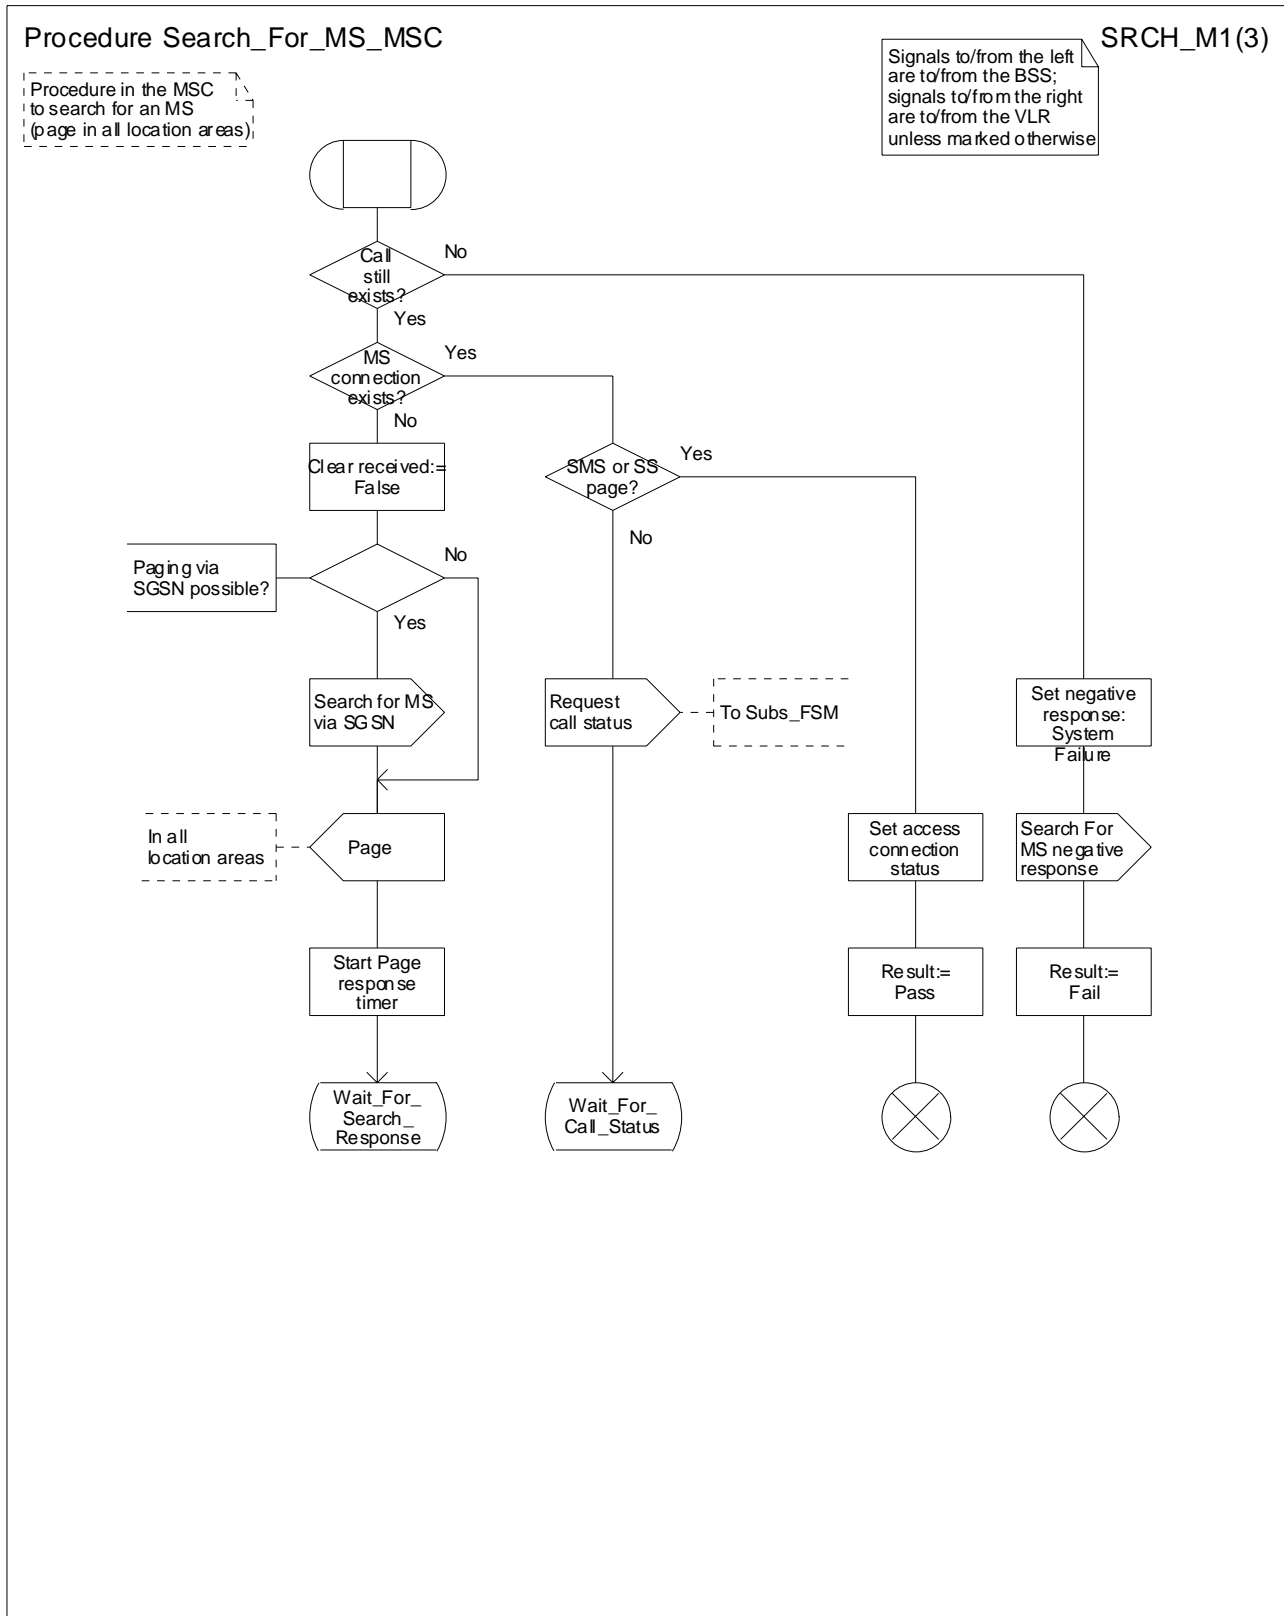 Procedure Search_For_MS_MSC
SRCH_M1(3)
Procedure in the MSC
to search for an MS
(page in all location areas)
Signals to/from the left
are to/from the BSS;
signals to/from the right
are to/from the VLR
unless marked otherwise
Call
still
exists?
No
Yes
MS
connection
exists?
Yes
No
Clear received:=
False
SMS or SS
page?
Yes
No
Paging via
SGSN possible?
No
Yes
Search for MS
via SGSN
Request
call status
To Subs_FSM
Set negative
response:
System
Failure
In all
location areas
Page
Set access
connection
status
Search For
MS negative
response
Start Page
response
timer
Result:=
Pass
Result:=
Fail
Wait_For_
Search_
Response
Wait_For_
Call_Status